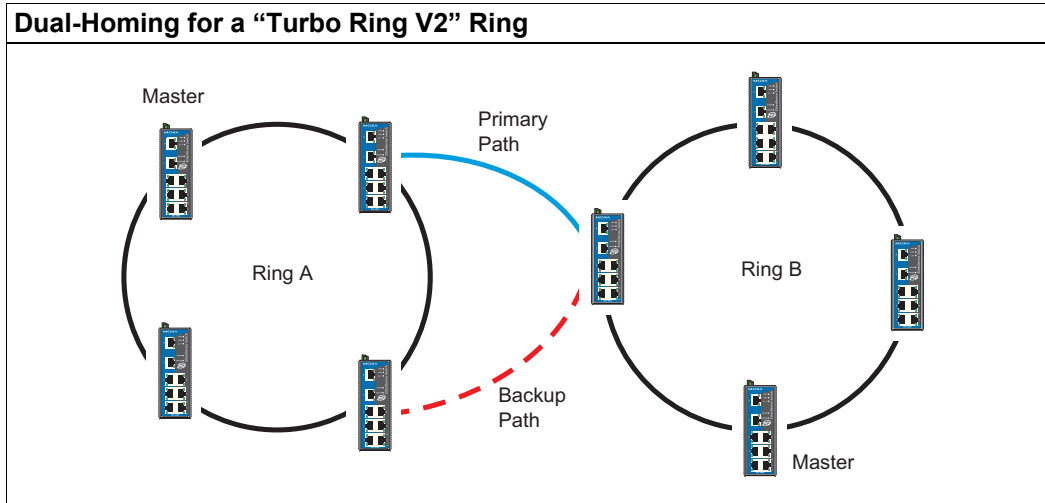 Dual-Homing for a “Turbo Ring V2” Ring
Master
Primary
Path
Ring A
Ring B
Backup
Path
Master